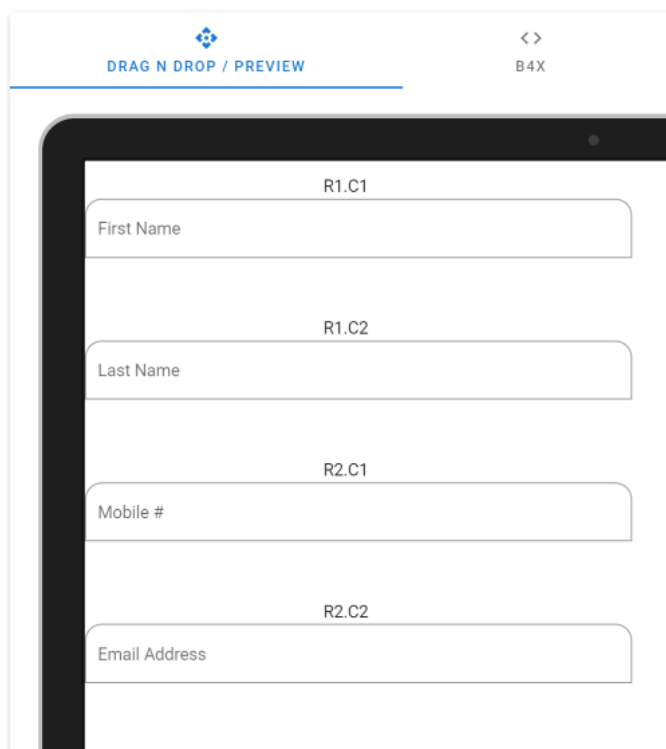 DRAG N DROP / PREVIEW
B4X
R1.C1
First Name
R1.C2
Last Name
R2.C1
Mobile #
R2.C2
Email Address